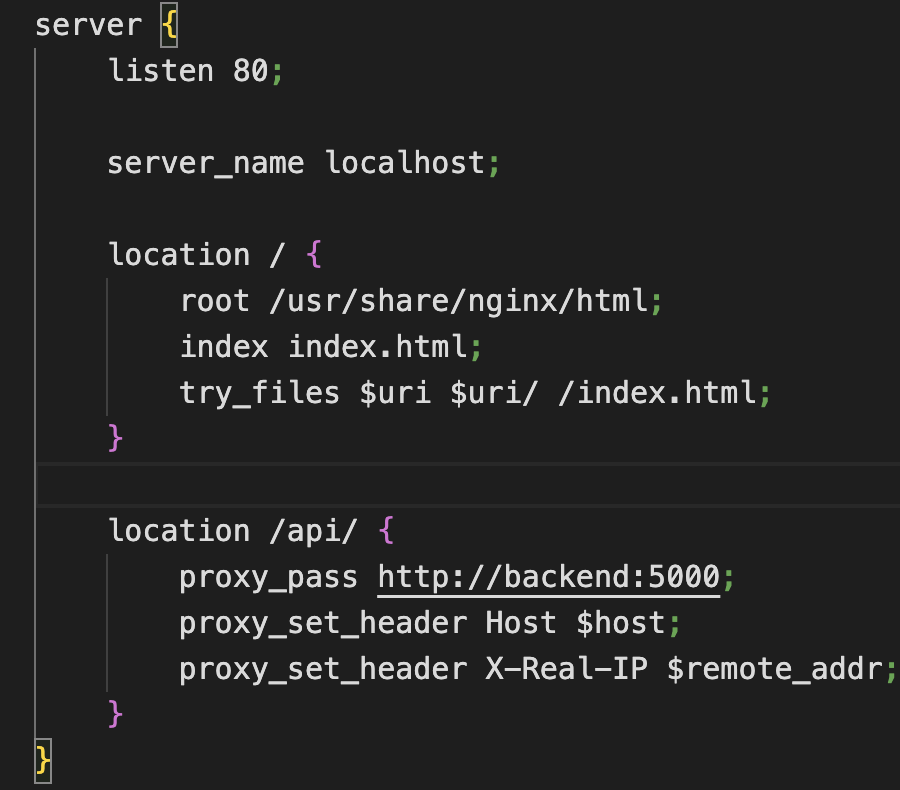 server {
listen 80;
server_name localhost;
location / {
root /usr/share/nginx/html;
index index.html;
try_files $uri $uri/ /index.html;
}
location /api/ {
proxy_pass http://backend:5000;
proxy_set_header Host $host;
proxy_set_header X-Real-IP $remote_addr;
}
}